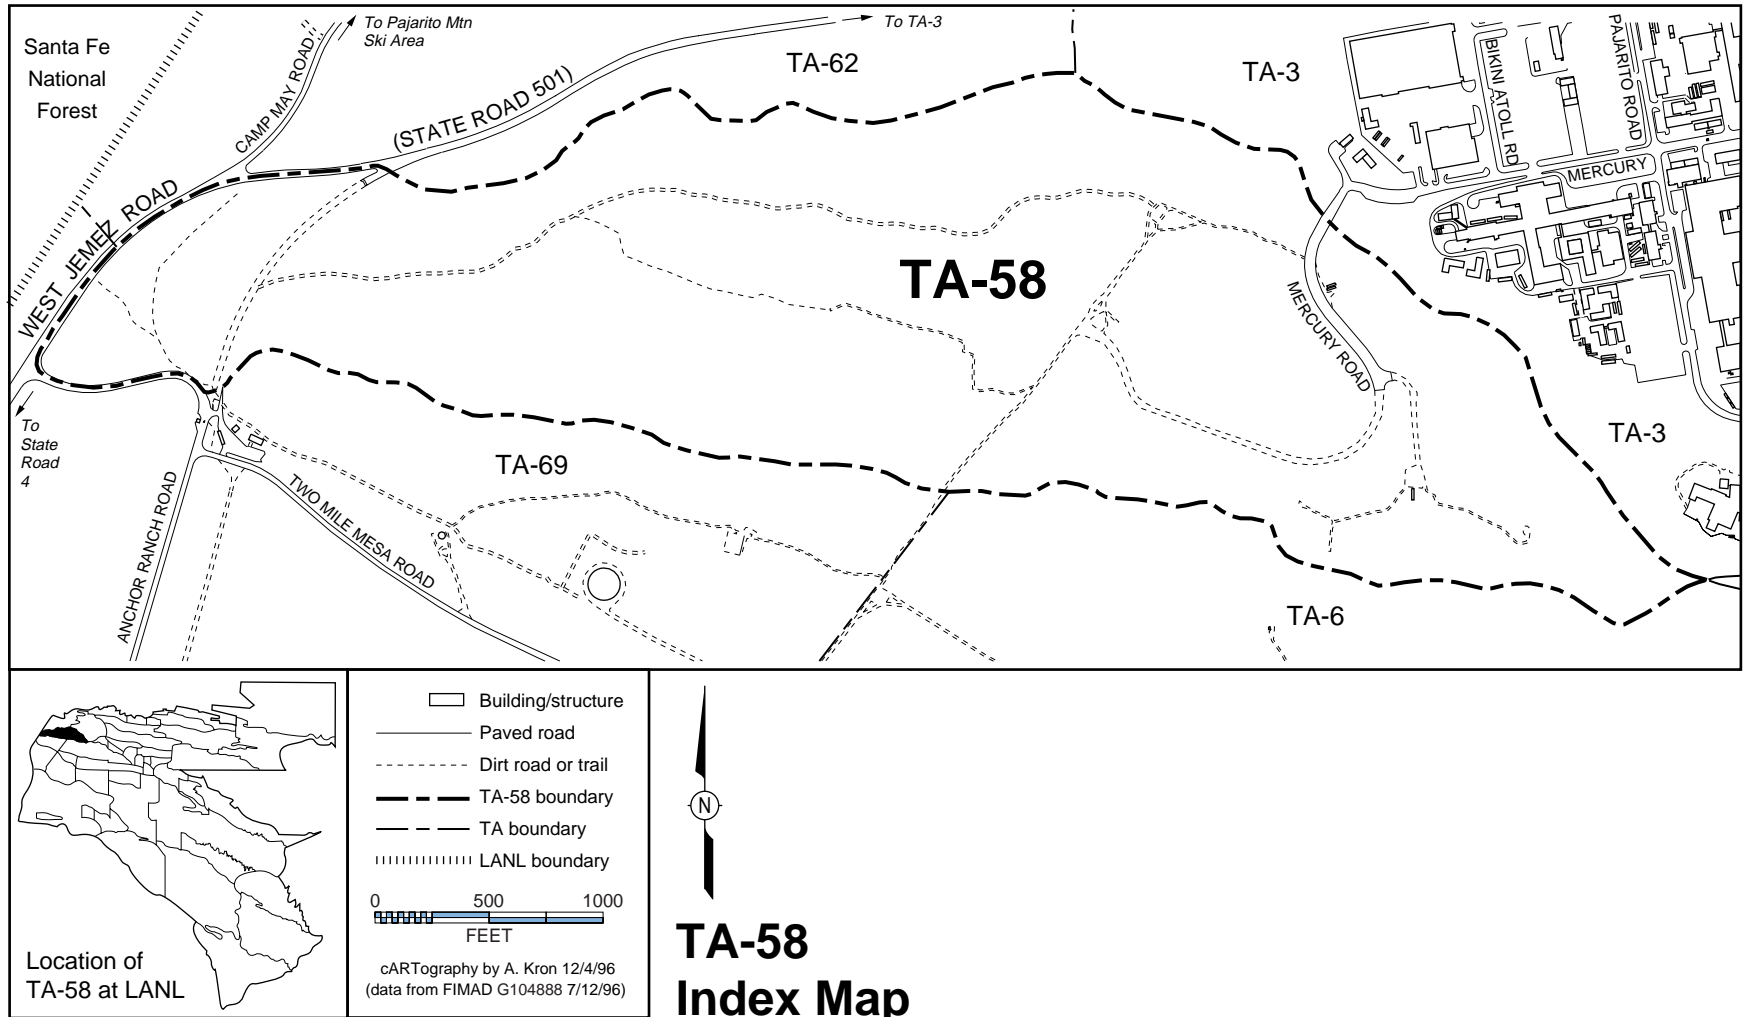 Santa Fe
National
Forest
To Pajarito Mtn
Ski Area
To TA-3
CAMP MAY ROAD
(STATE ROAD 501)
TA-62
TA-3
BIKINI ATOLL RD
PAJARITO ROAD
MERCURY
WEST JEMEZ ROAD
TA-58
MERCURY ROAD
To
State
Road
4
TA-3
TA-69
ANCHOR RANCH ROAD
TWO MILE MESA ROAD
TA-6
Location of
TA-58 at LANL
Building/structure
Paved road
Dirt road or trail
TA-58 boundary
TA boundary
LANL boundary
0 500 1000
FEET
cARTography by A. Kron 12/4/96
(data from FIMAD G104888 7/12/96)
N
TA-58
Index Map